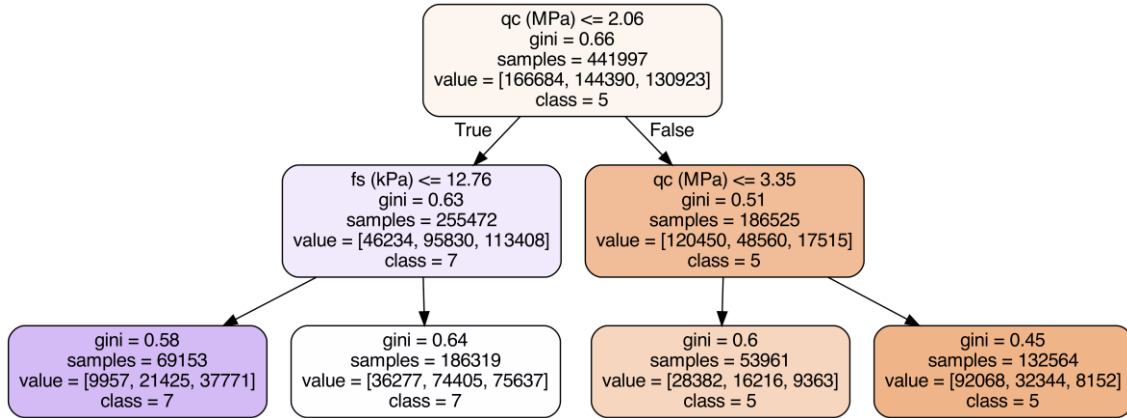 qc (MPa) <= 2.06
gini = 0.66
samples = 441997
value = [166684, 144390, 130923]
class = 5
True
False
fs (kPa) <= 12.76
gini = 0.63
samples = 255472
value = [46234, 95830, 113408]
class = 7
qc (MPa) <= 3.35
gini = 0.51
samples = 186525
value = [120450, 48560, 17515]
class = 5
gini = 0.58
samples = 69153
value = [9957, 21425, 37771]
class = 7
gini = 0.64
samples = 186319
value = [36277, 74405, 75637]
class = 7
gini = 0.6
samples = 53961
value = [28382, 16216, 9363]
class = 5
gini = 0.45
samples = 132564
value = [92068, 32344, 8152]
class = 5